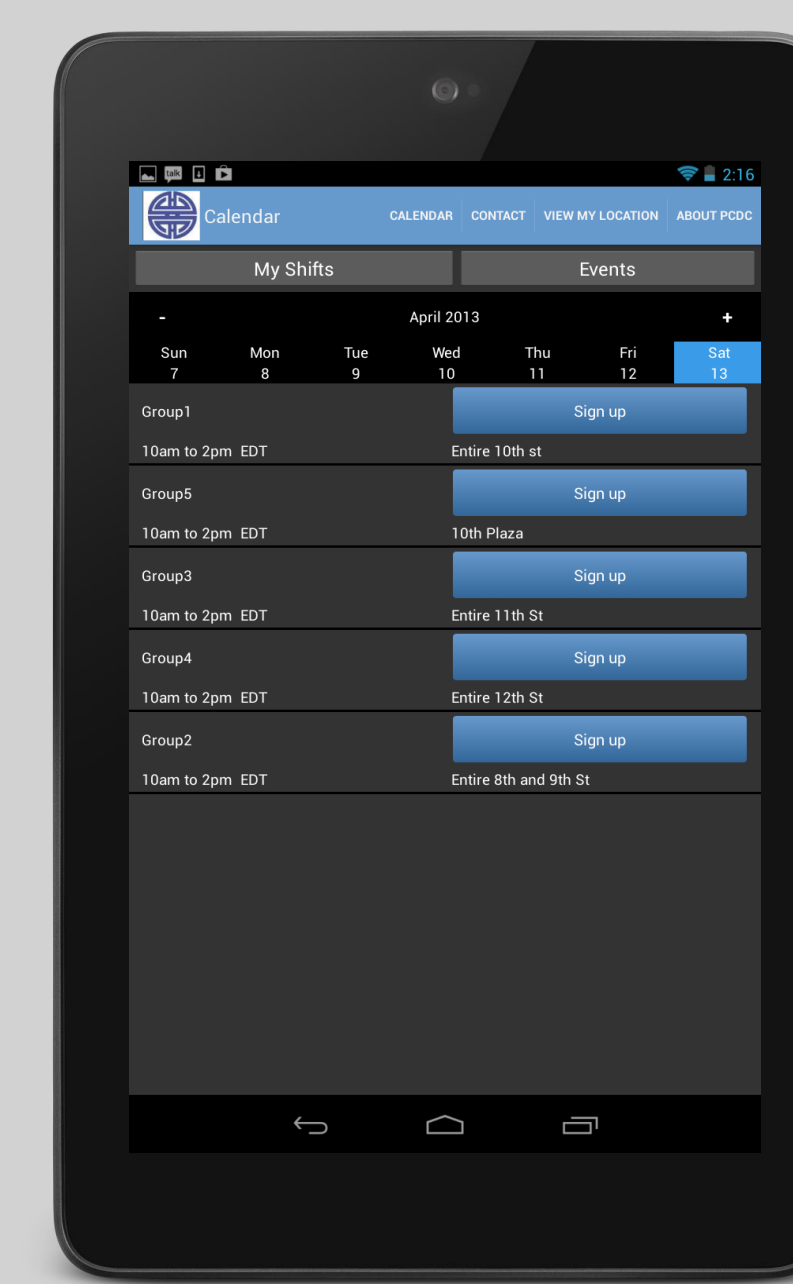 talk 2:16
Calendar CALENDAR CONTACT VIEW MY LOCATION ABOUT PCDC
My Shifts Events
- April 2013 +
Sun Mon Tue Wed Thu Fri Sat
7 8 9 10 11 12 13
Group1 Sign up
10am to 2pm EDT Entire 10th st
Group5 Sign up
10am to 2pm EDT 10th Plaza
Group3 Sign up
10am to 2pm EDT Entire 11th St
Group4 Sign up
10am to 2pm EDT Entire 12th St
Group2 Sign up
10am to 2pm EDT Entire 8th and 9th St